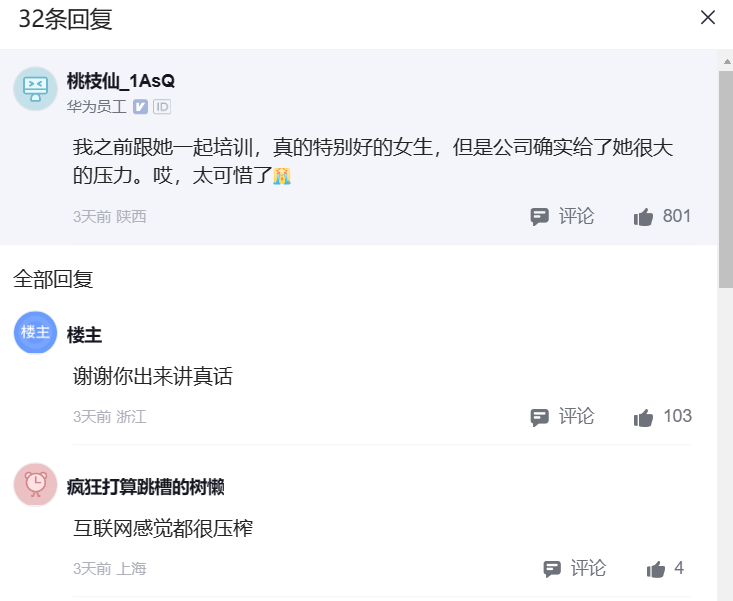 32条回复
桃枝仙_1AsQ
华为员工 V ID
我之前跟她一起培训，真的特别好的女生，但是公司确实给了她很大
的压力。哎，太可惜了😭
3天前 陕西 评论 801
全部回复
楼主 楼主
谢谢你出来讲真话
3天前 浙江 评论 103
疯狂打算跳槽的树懒
互联网感觉都很压榨
3天前 上海 评论 4